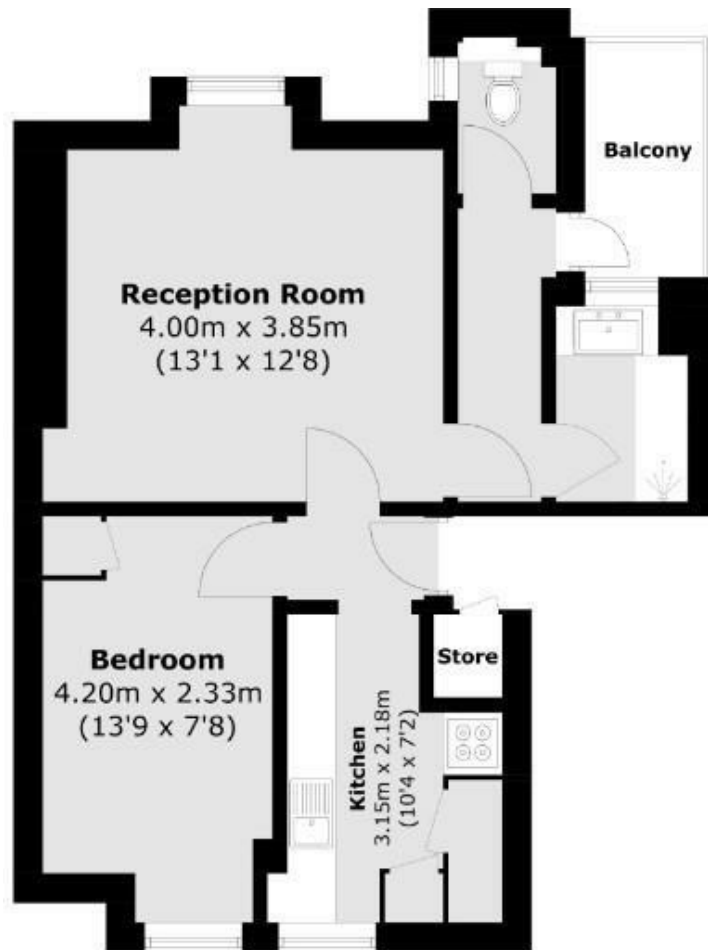 Balcony
Reception Room
4.00m x 3.85m
(13'1 x 12'8)
Bedroom
4.20m x 2.33m
(13'9 x 7'8)
Store
Kitchen
3.15m x 2.18m
(10'4 x 7'2)